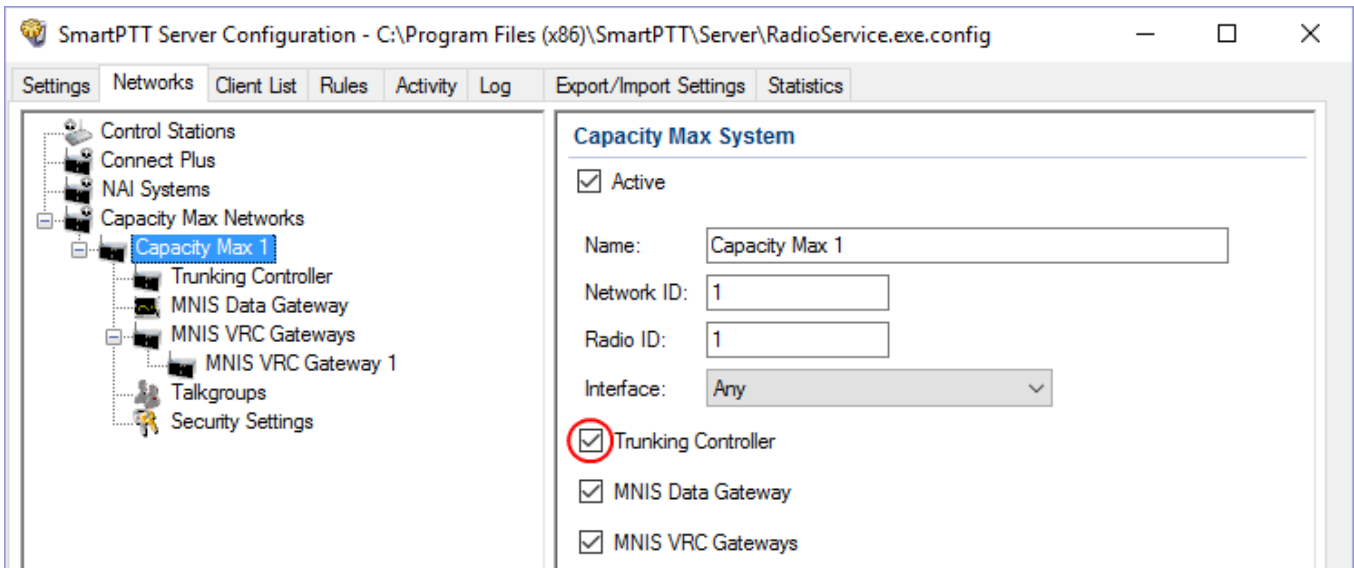 SmartPTT Server Configuration - C:\Program Files (x86)\SmartPTT\Server\RadioService.exe.config
Settings Networks Client List Rules Activity Log Export/Import Settings Statistics
Control Stations
Connect Plus
NAI Systems
Capacity Max Networks
Capacity Max 1
Trunking Controller
MNIS Data Gateway
MNIS VRC Gateways
MNIS VRC Gateway 1
Talkgroups
Security Settings
Capacity Max System
Active
Name: Capacity Max 1
Network ID: 1
Radio ID: 1
Interface: Any
Trunking Controller
MNIS Data Gateway
MNIS VRC Gateways